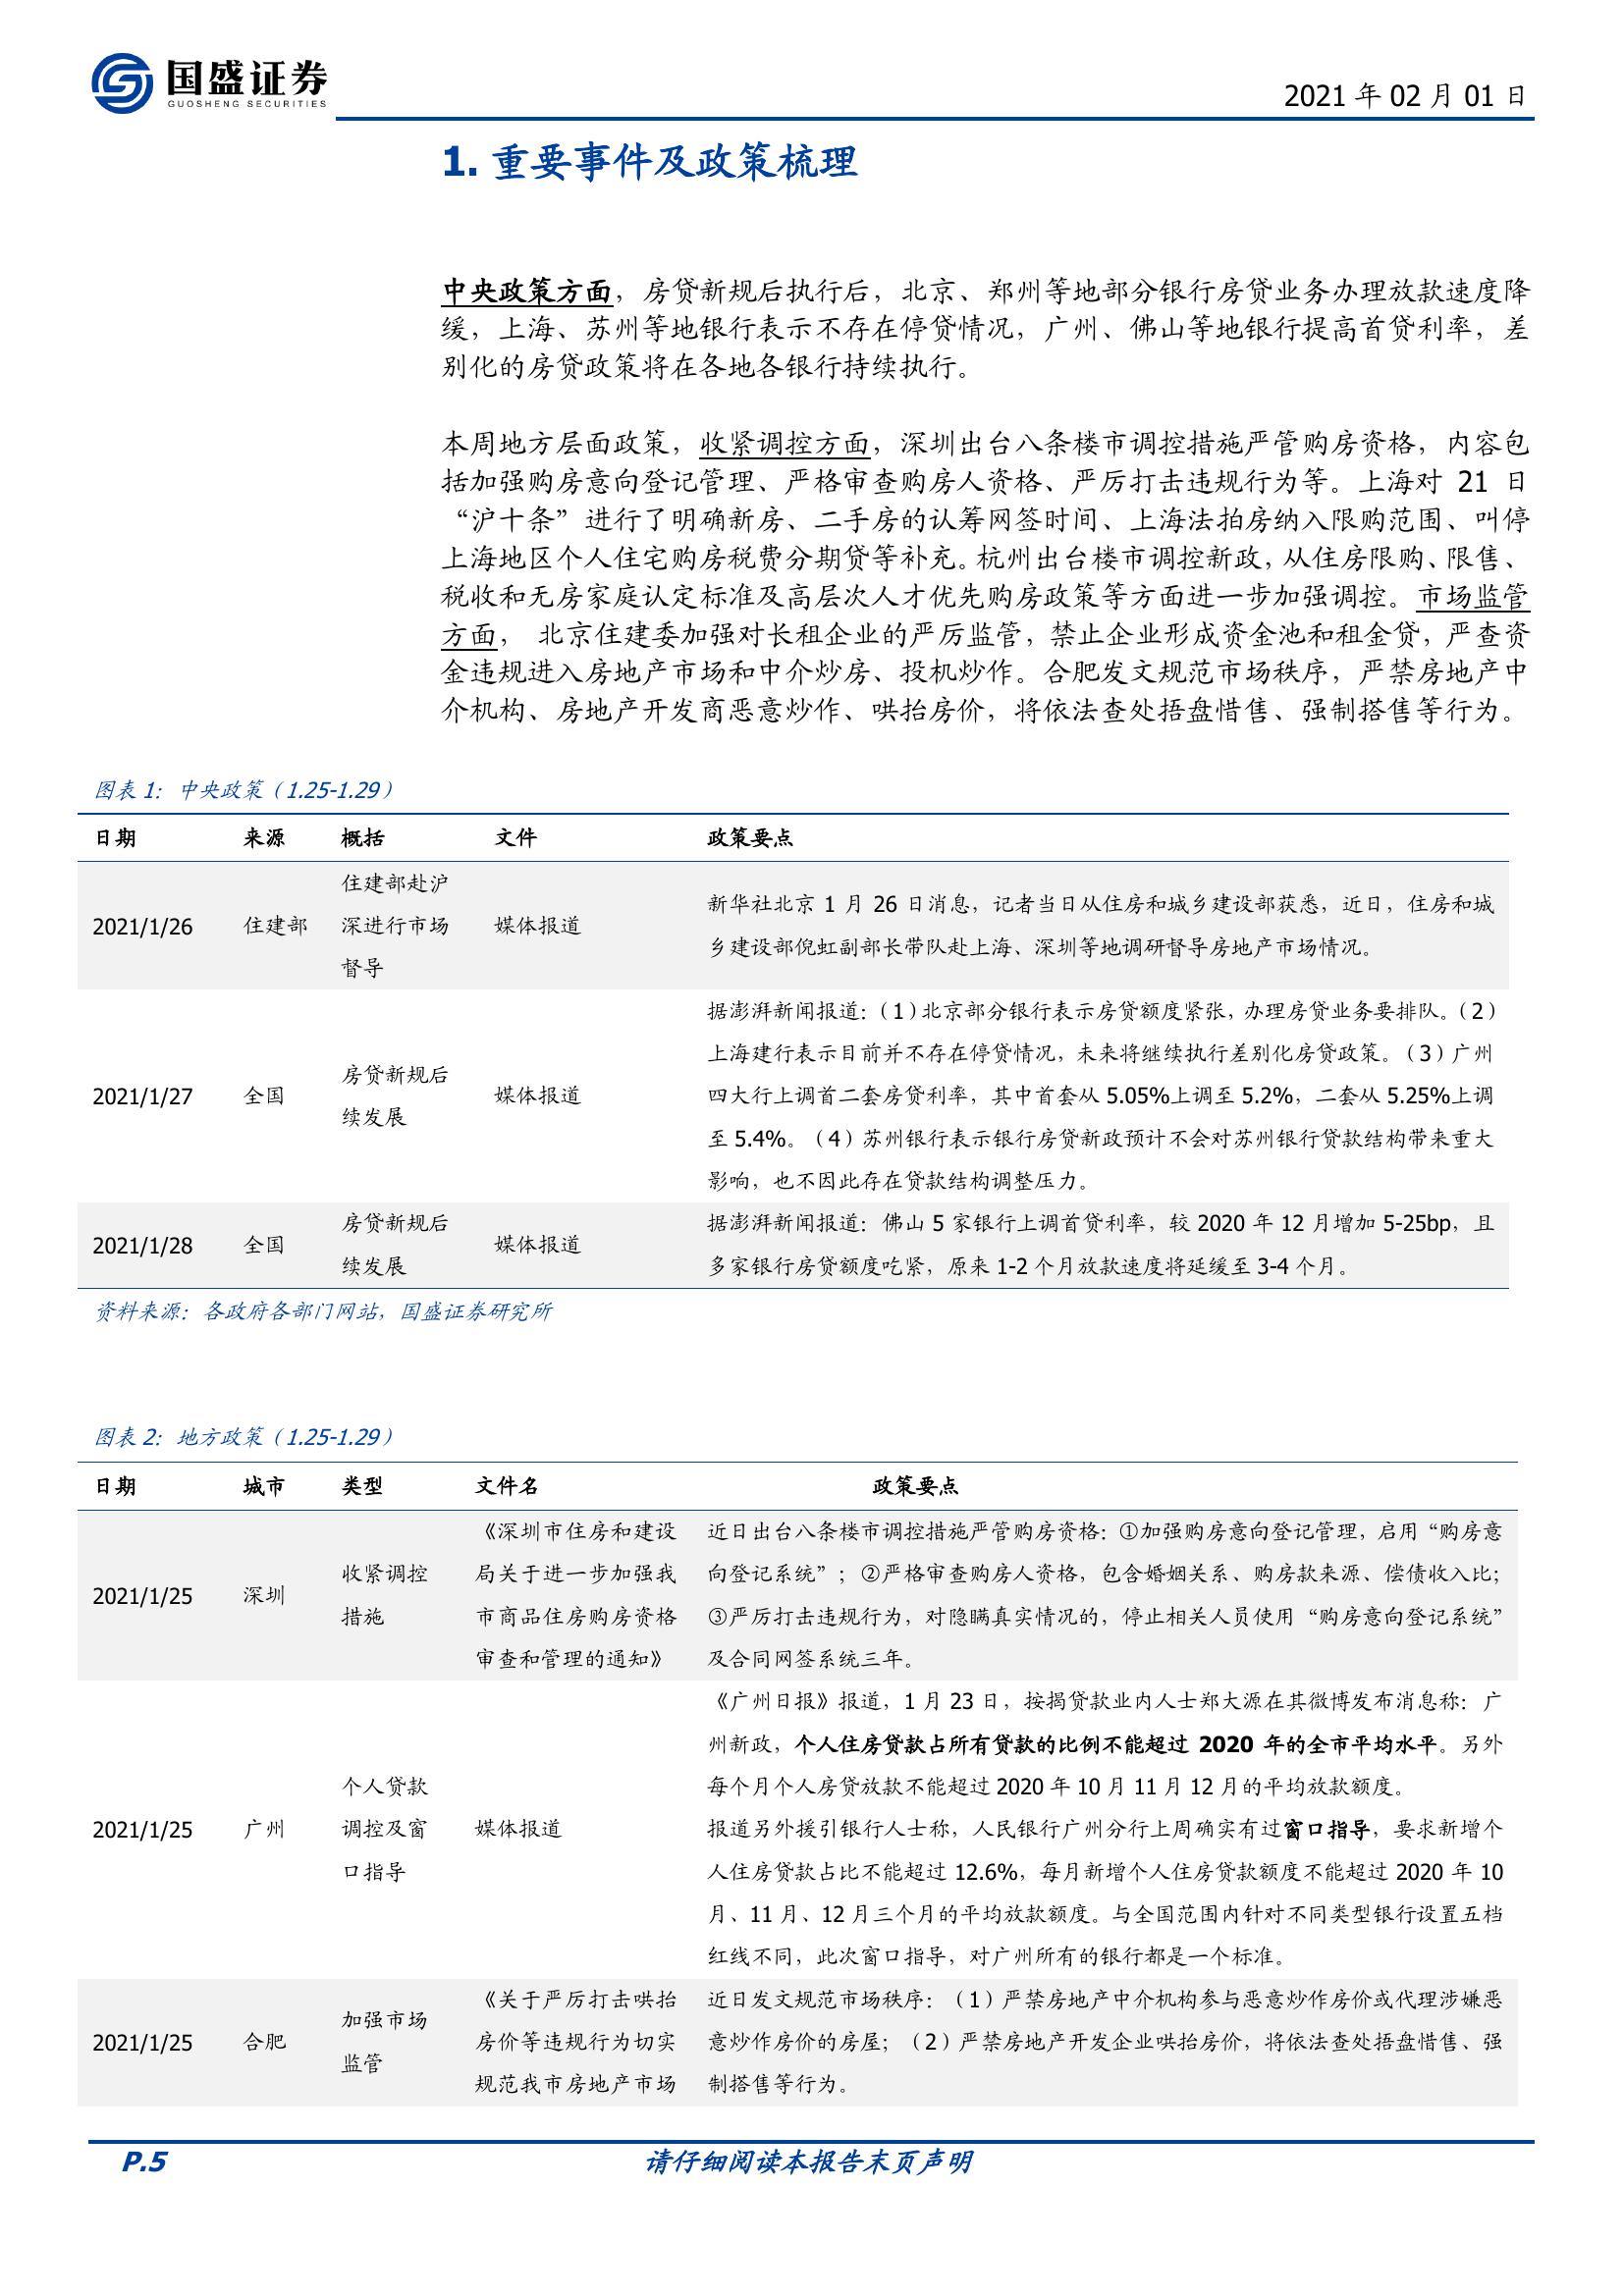 国盛证券
GUOSHENG SECURITIES
2021 年 02 月 01 日
1. 重要事件及政策梳理
中央政策方面，房贷新规后执行后，北京、郑州等地部分银行房贷业务办理放款速度降
缓，上海、苏州等地银行表示不存在停贷情况，广州、佛山等地银行提高首贷利率，差
别化的房贷政策将在各地各银行持续执行。
本周地方层面政策，收紧调控方面，深圳出台八条楼市调控措施严管购房资格，内容包
括加强购房意向登记管理、严格审查购房人资格、严厉打击违规行为等。上海对 21 日
“沪十条”进行了明确新房、二手房的认筹网签时间、上海法拍房纳入限购范围、叫停
上海地区个人住宅购房税费分期贷等补充。杭州出台楼市调控新政，从住房限购、限售、
税收和无房家庭认定标准及高层次人才优先购房政策等方面进一步加强调控。市场监管
方面， 北京住建委加强对长租企业的严厉监管，禁止企业形成资金池和租金贷，严查资
金违规进入房地产市场和中介炒房、投机炒作。合肥发文规范市场秩序，严禁房地产中
介机构、房地产开发商恶意炒作、哄抬房价，将依法查处捂盘惜售、强制搭售等行为。
图表 1：中央政策（1.25-1.29）
日期 来源 概括 文件 政策要点
2021/1/26 住建部
住建部赴沪
深进行市场
督导
媒体报道
新华社北京 1 月 26 日消息，记者当日从住房和城乡建设部获悉，近日，住房和城
乡建设部倪虹副部长带队赴上海、深圳等地调研督导房地产市场情况。
2021/1/27 全国
房贷新规后
续发展
媒体报道
据澎湃新闻报道：（1）北京部分银行表示房贷额度紧张，办理房贷业务要排队。（2）
上海建行表示目前并不存在停贷情况，未来将继续执行差别化房贷政策。（3）广州
四大行上调首二套房贷利率，其中首套从 5.05%上调至 5.2%，二套从 5.25%上调
至 5.4%。（4）苏州银行表示银行房贷新政预计不会对苏州银行贷款结构带来重大
影响，也不因此存在贷款结构调整压力。
2021/1/28 全国
房贷新规后
续发展
媒体报道
据澎湃新闻报道：佛山 5 家银行上调首贷利率，较 2020 年 12 月增加 5-25bp，且
多家银行房贷额度吃紧，原来 1-2 个月放款速度将延缓至 3-4 个月。
资料来源：各政府各部门网站，国盛证券研究所
图表 2：地方政策（1.25-1.29）
日期 城市 类型 文件名 政策要点
2021/1/25 深圳
收紧调控
措施
《深圳市住房和建设
局关于进一步加强我
市商品住房购房资格
审查和管理的通知》
近日出台八条楼市调控措施严管购房资格：①加强购房意向登记管理，启用“购房意
向登记系统”；②严格审查购房人资格，包含婚姻关系、购房款来源、偿债收入比；
③严厉打击违规行为，对隐瞒真实情况的，停止相关人员使用“购房意向登记系统”
及合同网签系统三年。
2021/1/25 广州
个人贷款
调控及窗
口指导
媒体报道
《广州日报》报道，1 月 23 日，按揭贷款业内人士郑大源在其微博发布消息称：广
州新政，个人住房贷款占所有贷款的比例不能超过 2020 年的全市平均水平。另外
每个月个人房贷放款不能超过 2020 年 10 月 11 月 12 月的平均放款额度。
报道另外援引银行人士称，人民银行广州分行上周确实有过窗口指导，要求新增个
人住房贷款占比不能超过 12.6%，每月新增个人住房贷款额度不能超过 2020 年 10
月、11 月、12 月三个月的平均放款额度。与全国范围内针对不同类型银行设置五档
红线不同，此次窗口指导，对广州所有的银行都是一个标准。
2021/1/25 合肥
加强市场
监管
《关于严厉打击哄抬
房价等违规行为切实
规范我市房地产市场
近日发文规范市场秩序：（1）严禁房地产中介机构参与恶意炒作房价或代理涉嫌恶
意炒作房价的房屋；（2）严禁房地产开发企业哄抬房价，将依法查处捂盘惜售、强
制搭售等行为。
P.5
请仔细阅读本报告末页声明